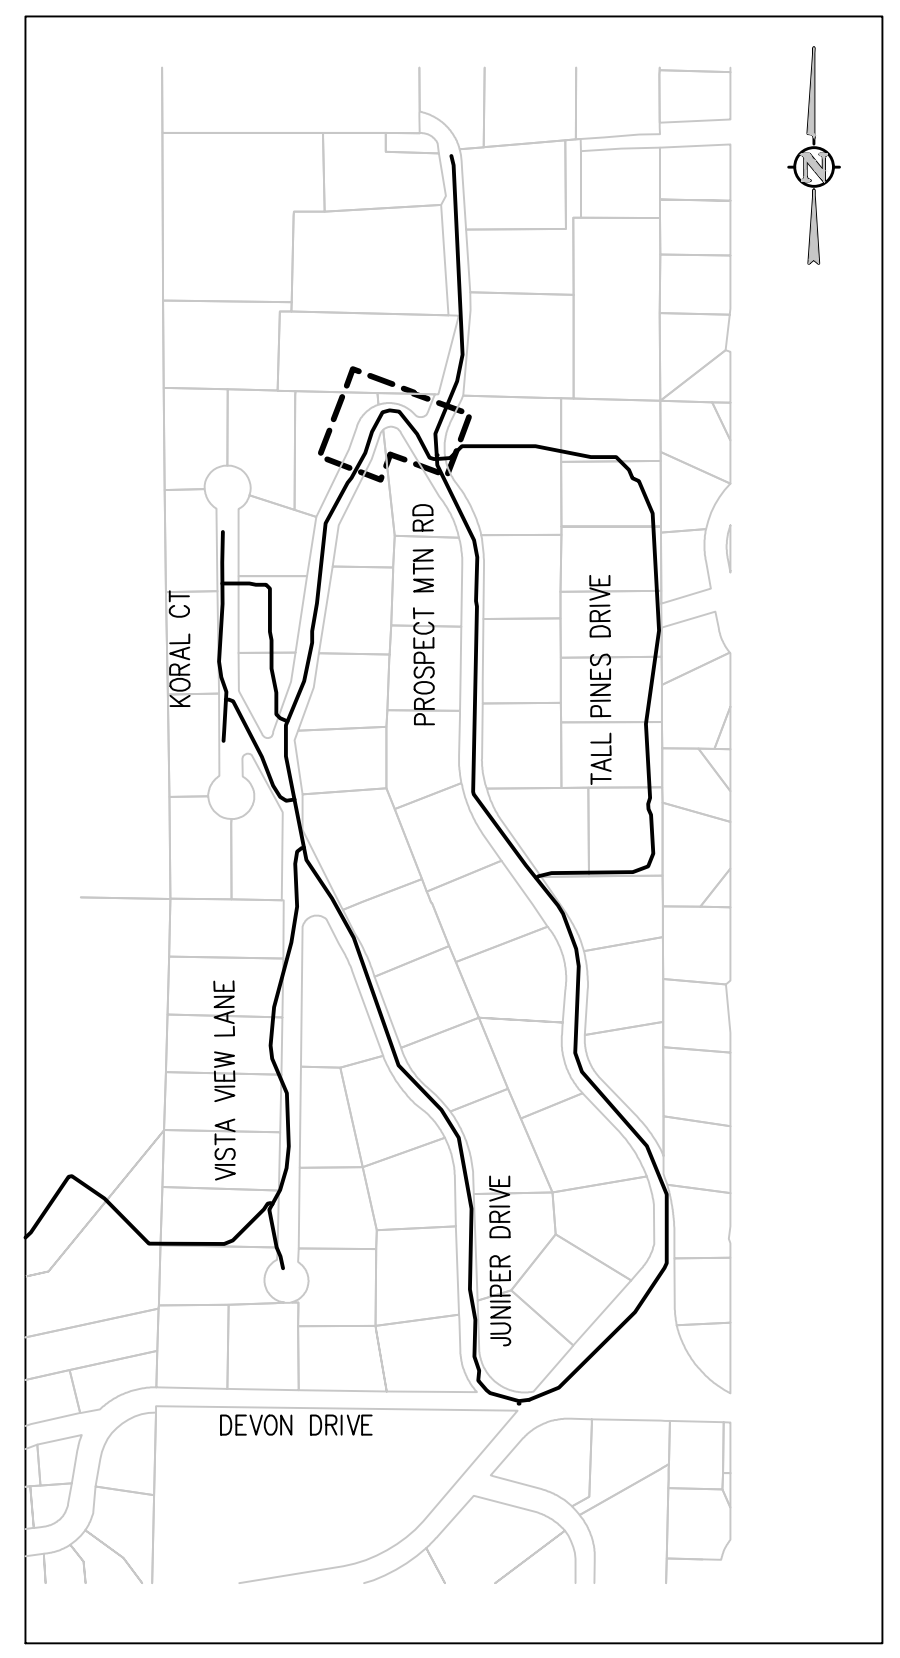 N
PROSPECT MTN RD
KORAL CT
TALL PINES DRIVE
VISTA VIEW LANE
JUNIPER DRIVE
DEVON DRIVE